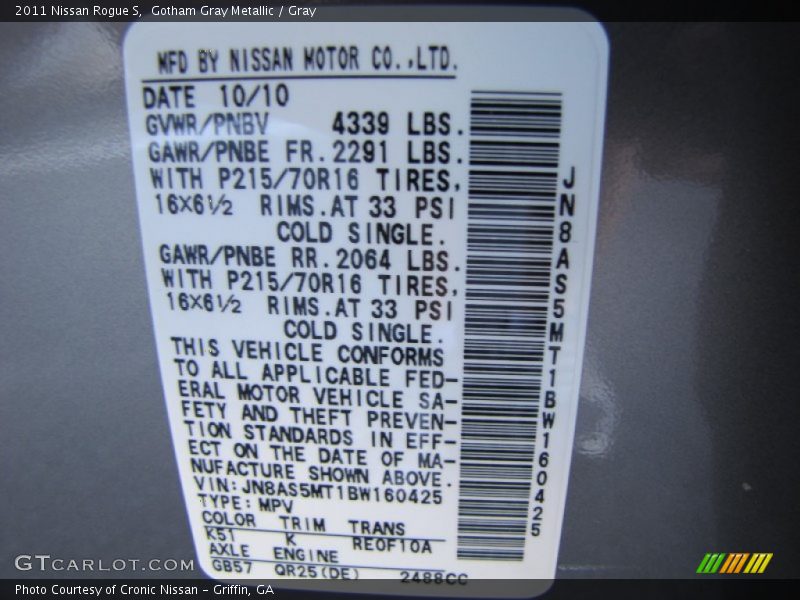 2011 Nissan Rogue S, Gotham Gray Metallic / Gray
MFD BY NISSAN MOTOR CO.,LTD.
DATE 10/10
GVWR/PNBV 4339 LBS.
GAWR/PNBE FR.2291 LBS.
WITH P215/70R16 TIRES,
16X6½ RIMS.AT 33 PSI
COLD SINGLE.
GAWR/PNBE RR.2064 LBS.
WITH P215/70R16 TIRES,
16X6½ RIMS.AT 33 PSI
COLD SINGLE.
THIS VEHICLE CONFORMS
TO ALL APPLICABLE FED-
ERAL MOTOR VEHICLE SA-
FETY AND THEFT PREVEN-
TION STANDARDS IN EFF-
ECT ON THE DATE OF MA-
NUFACTURE SHOWN ABOVE.
VIN:JN8AS5MT1BW160425
TYPE:MPV
COLOR TRIM TRANS
K51 K RE0F10A
AXLE ENGINE
GB57 QR25(DE) 2488CC
JN8AS5MT1BW160425
GTCARLOT.COM
Photo Courtesy of Cronic Nissan - Griffin, GA